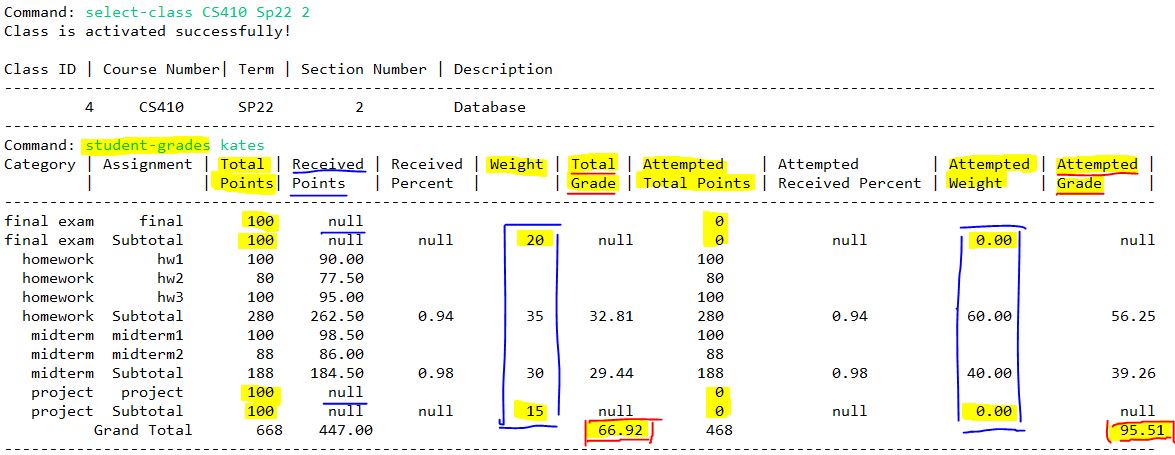 Command: select-class CS410 Sp22 2
Class is activated successfully!
Class ID | Course Number| Term | Section Number | Description
4 CS410 SP22 2 Database
Command: student-grades kates
Category | Assignment | Total | Received | Received | Weight | Total | Attempted | Attempted | Attempted | Attempted |
| | Points| Points | Percent | | Grade | Total Points | Received Percent | Weight | Grade |
final exam final 100 null 0
final exam Subtotal 100 null null 20 null 0 null 0.00 null
homework hw1 100 90.00 100
homework hw2 80 77.50 80
homework hw3 100 95.00 100
homework Subtotal 280 262.50 0.94 35 32.81 280 0.94 60.00 56.25
midterm midterm1 100 98.50 100
midterm midterm2 88 86.00 88
midterm Subtotal 188 184.50 0.98 30 29.44 188 0.98 40.00 39.26
project project 100 null 0
project Subtotal 100 null null 15 null 0 null 0.00 null
Grand Total 668 447.00 66.92 468 95.51